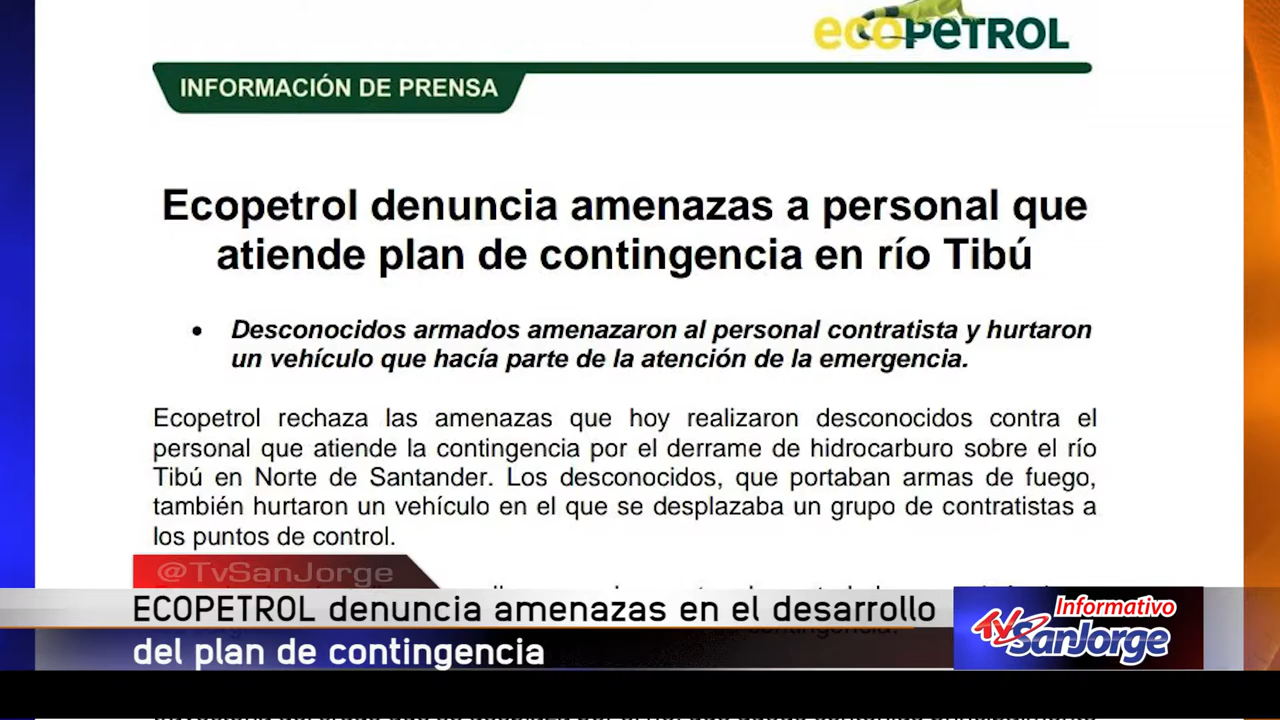 ecoPETROL
INFORMACIÓN DE PRENSA
Ecopetrol denuncia amenazas a personal que
atiende plan de contingencia en río Tibú
• Desconocidos armados amenazaron al personal contratista y hurtaron
un vehículo que hacía parte de la atención de la emergencia.
Ecopetrol rechaza las amenazas que hoy realizaron desconocidos contra el
personal que atiende la contingencia por el derrame de hidrocarburo sobre el río
Tibú en Norte de Santander. Los desconocidos, que portaban armas de fuego,
también hurtaron un vehículo en el que se desplazaba un grupo de contratistas a
los puntos de control.
@TvSanJorge
ECOPETROL denuncia amenazas en el desarrollo
del plan de contingencia
Informativo
Tv SanJorge